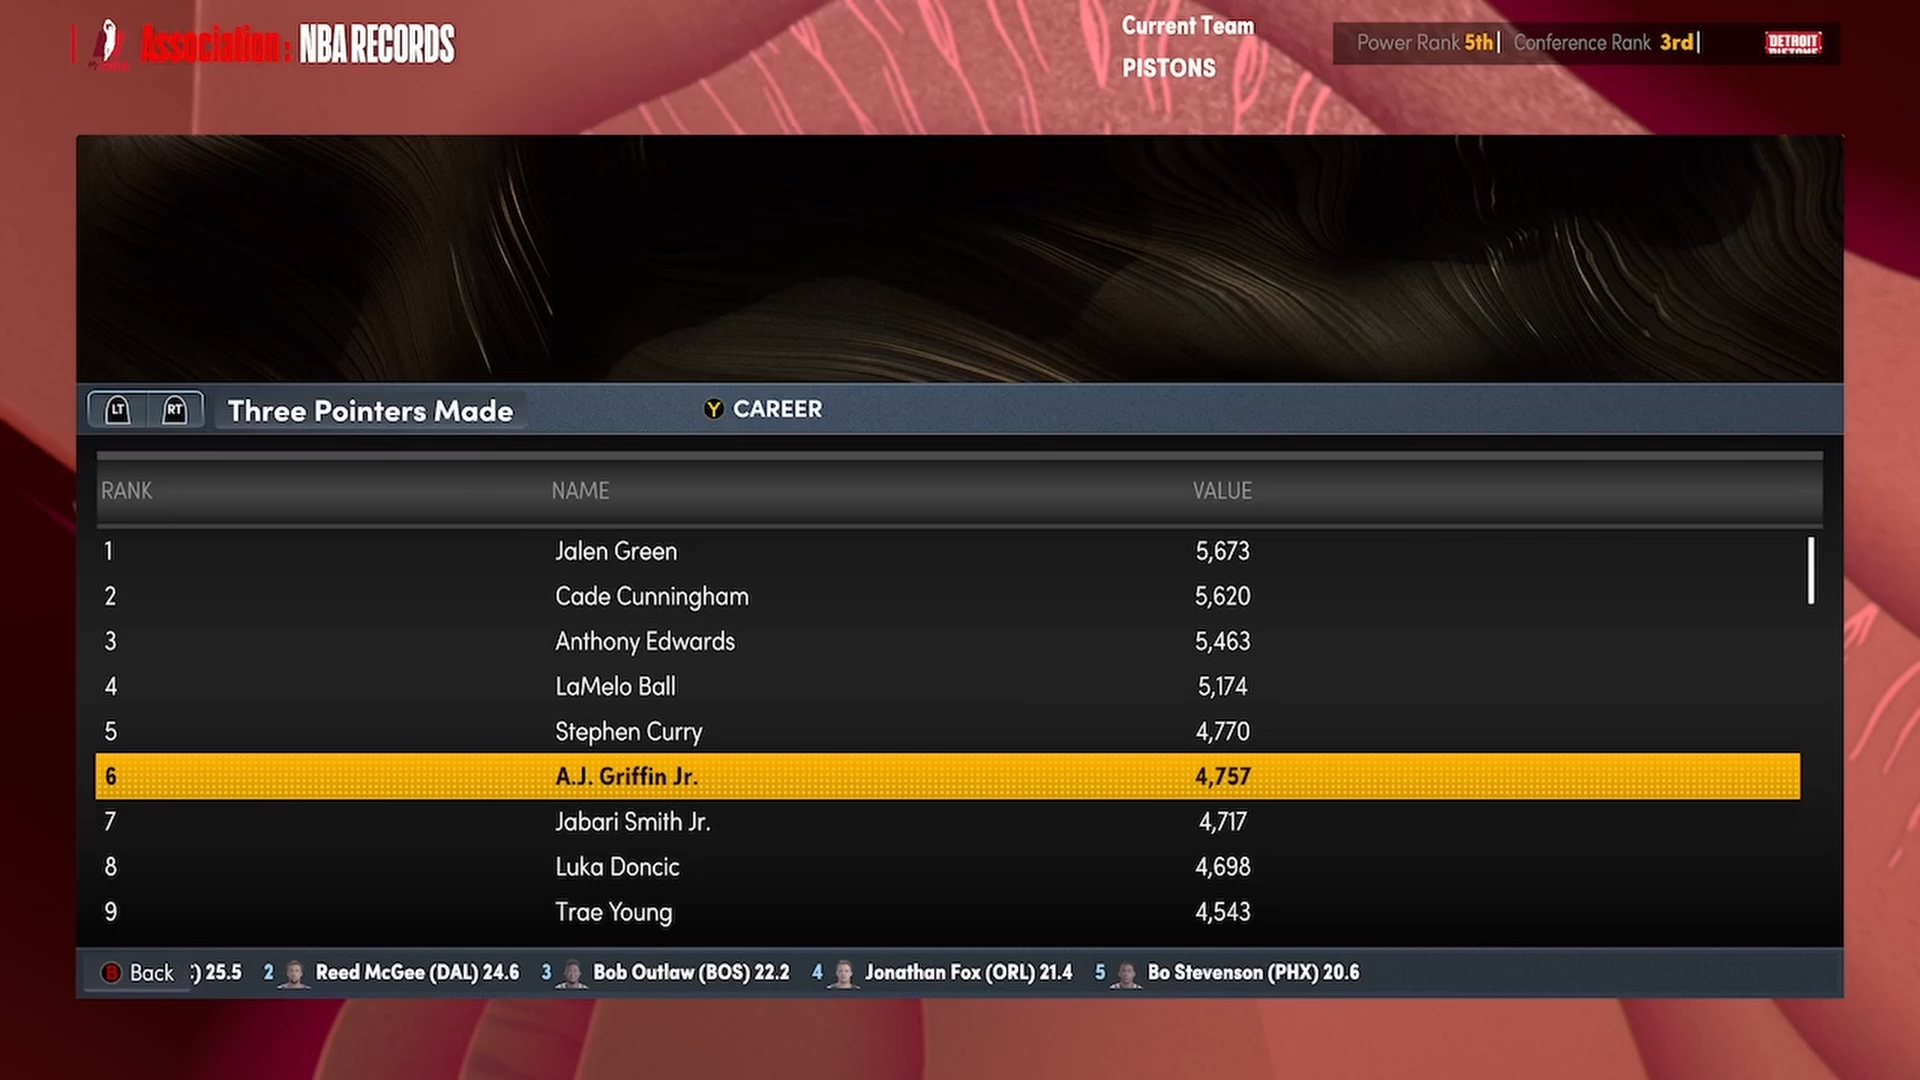 Association: NBA RECORDS
Current Team
PISTONS
Power Rank 5th | Conference Rank 3rd |
DETROIT
PISTONS
LT RT Three Pointers Made Y CAREER
RANK NAME VALUE
1 Jalen Green 5,673
2 Cade Cunningham 5,620
3 Anthony Edwards 5,463
4 LaMelo Ball 5,174
5 Stephen Curry 4,770
6 A.J. Griffin Jr. 4,757
7 Jabari Smith Jr. 4,717
8 Luka Doncic 4,698
9 Trae Young 4,543
B Back ) 25.5 2 Reed McGee (DAL) 24.6 3 Bob Outlaw (BOS) 22.2 4 Jonathan Fox (ORL) 21.4 5 Bo Stevenson (PHX) 20.6